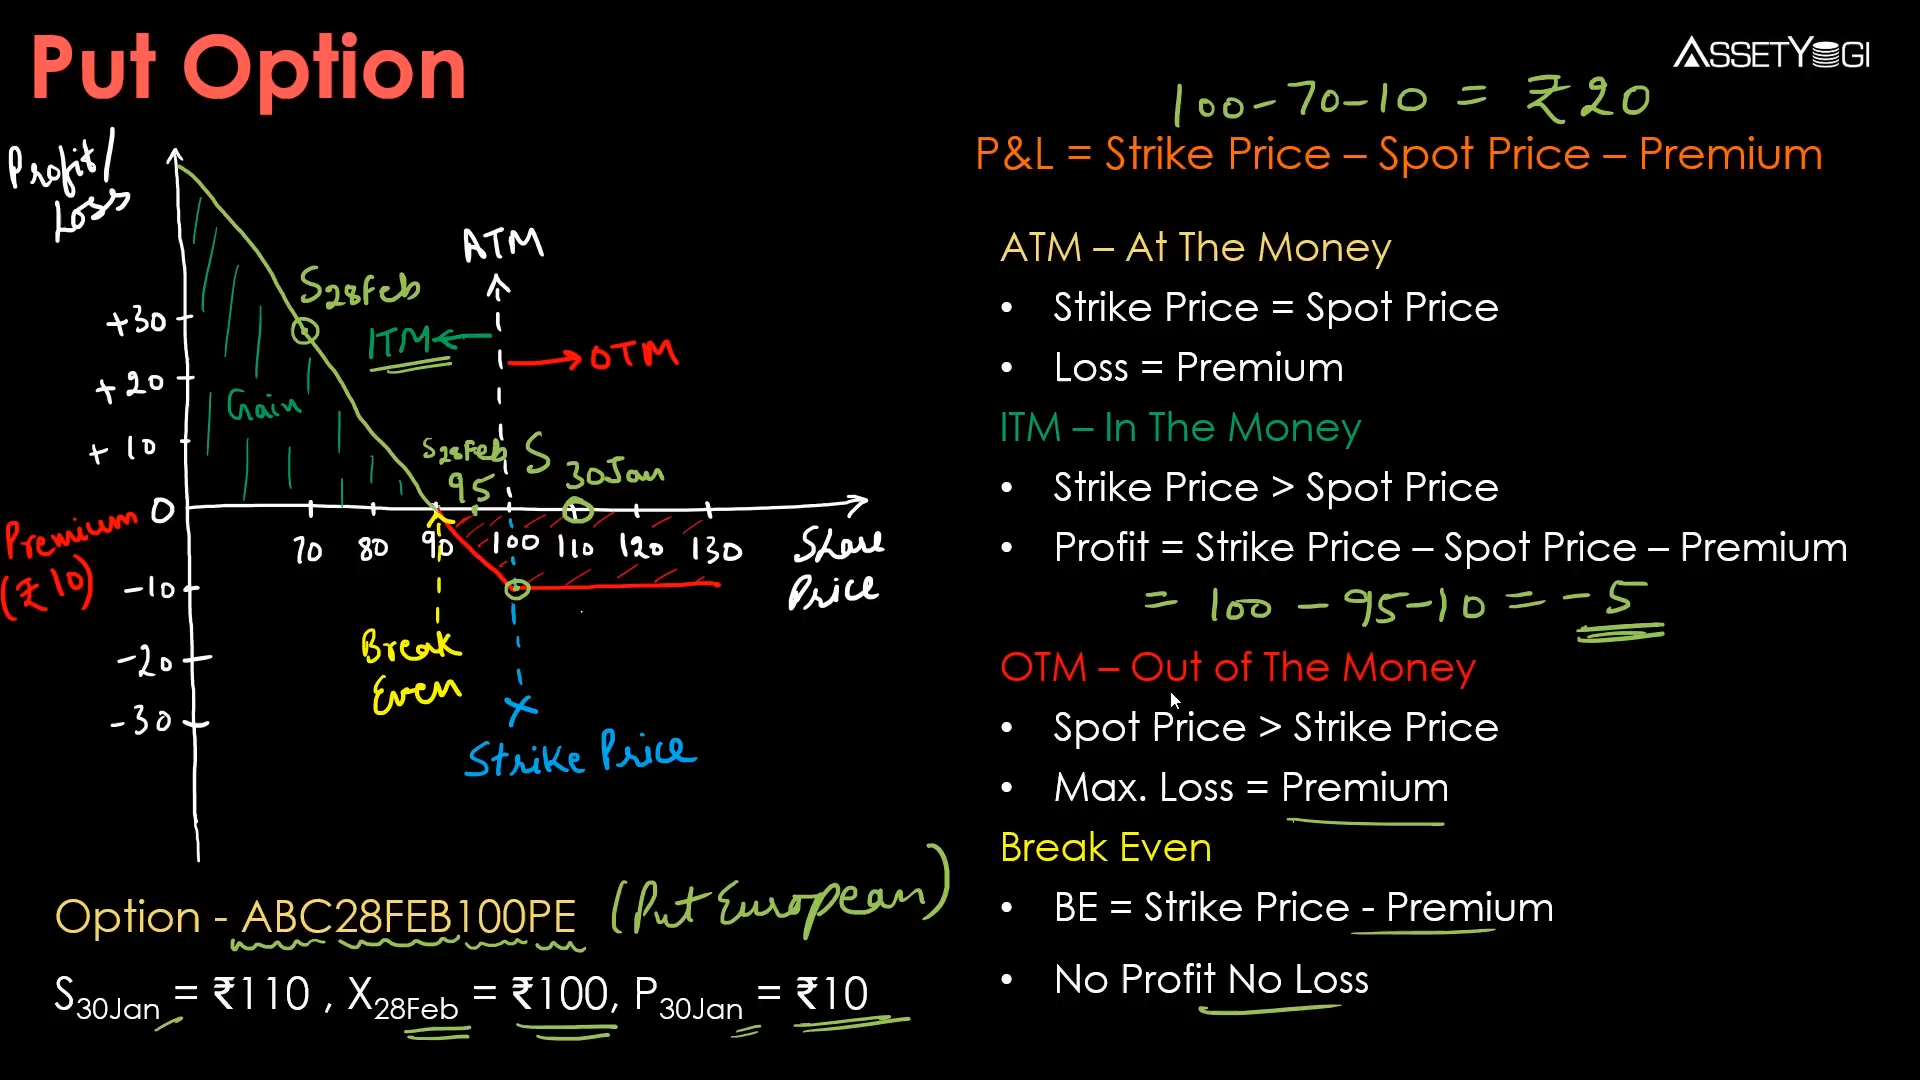 Put Option
ASSETYOGI
100-70-10 = ₹20
P&L = Strike Price – Spot Price – Premium
Profit/
Loss
ATM
S28Feb
ITM
OTM
+30
+20
+10
0
-10
-20
-30
Gain
S28Feb
95
S30Jan
70 80 90 100 110 120 130
Share
Price
Premium
(₹10)
Break
Even
X
Strike Price
ATM – At The Money
• Strike Price = Spot Price
• Loss = Premium
ITM – In The Money
• Strike Price > Spot Price
• Profit = Strike Price – Spot Price – Premium
= 100 - 95-10 = -5
OTM – Out of The Money
• Spot Price > Strike Price
• Max. Loss = Premium
Break Even
• BE = Strike Price - Premium
• No Profit No Loss
Option - ABC28FEB100PE (Put European)
S30Jan = ₹110 , X28Feb = ₹100, P30Jan = ₹10